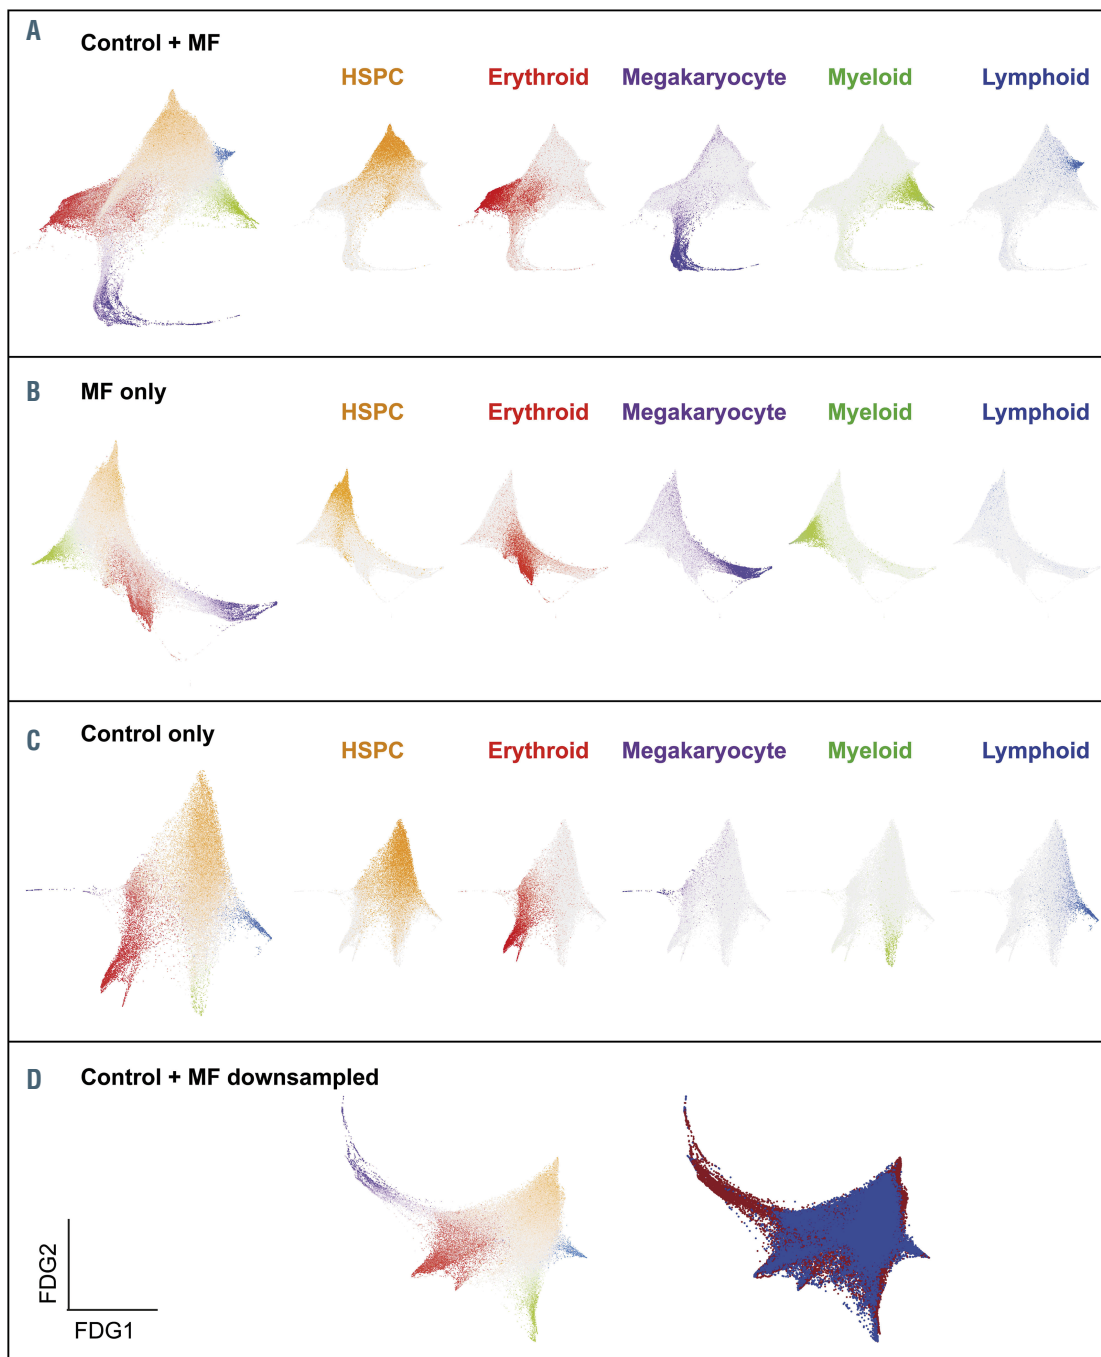 A
Control + MF
HSPC Erythroid Megakaryocyte Myeloid Lymphoid
B
MF only
HSPC Erythroid Megakaryocyte Myeloid Lymphoid
C
Control only
HSPC Erythroid Megakaryocyte Myeloid Lymphoid
D
Control + MF downsampled
FDG2
FDG1